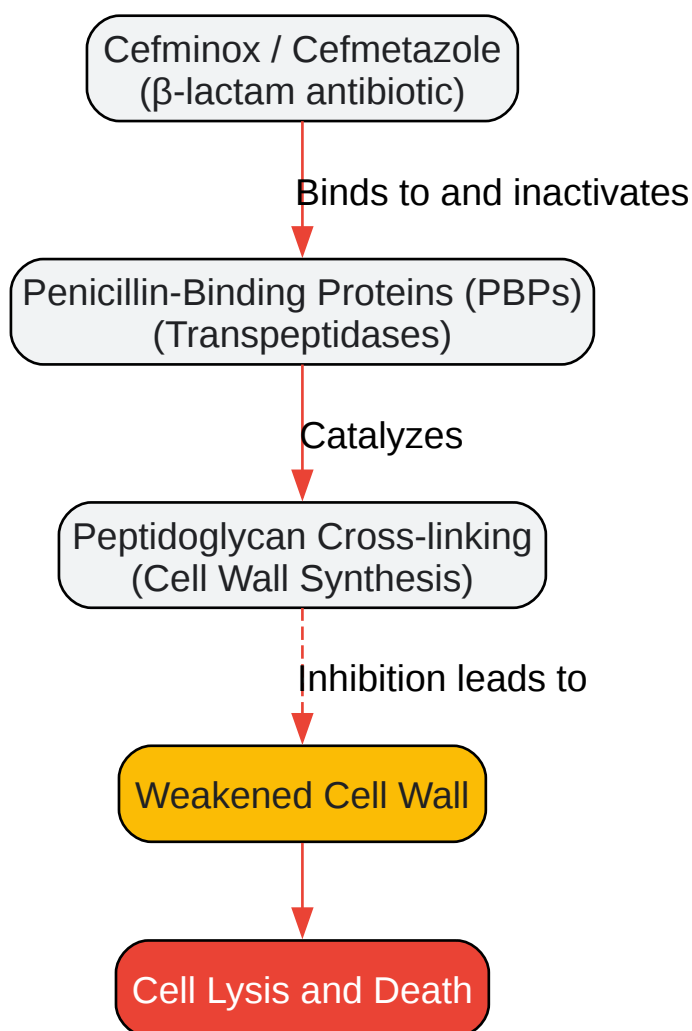 Cefminox / Cefmetazole
(β-lactam antibiotic)
Binds to and inactivates
Penicillin-Binding Proteins (PBPs)
(Transpeptidases)
Catalyzes
Peptidoglycan Cross-linking
(Cell Wall Synthesis)
Inhibition leads to
Weakened Cell Wall
Cell Lysis and Death